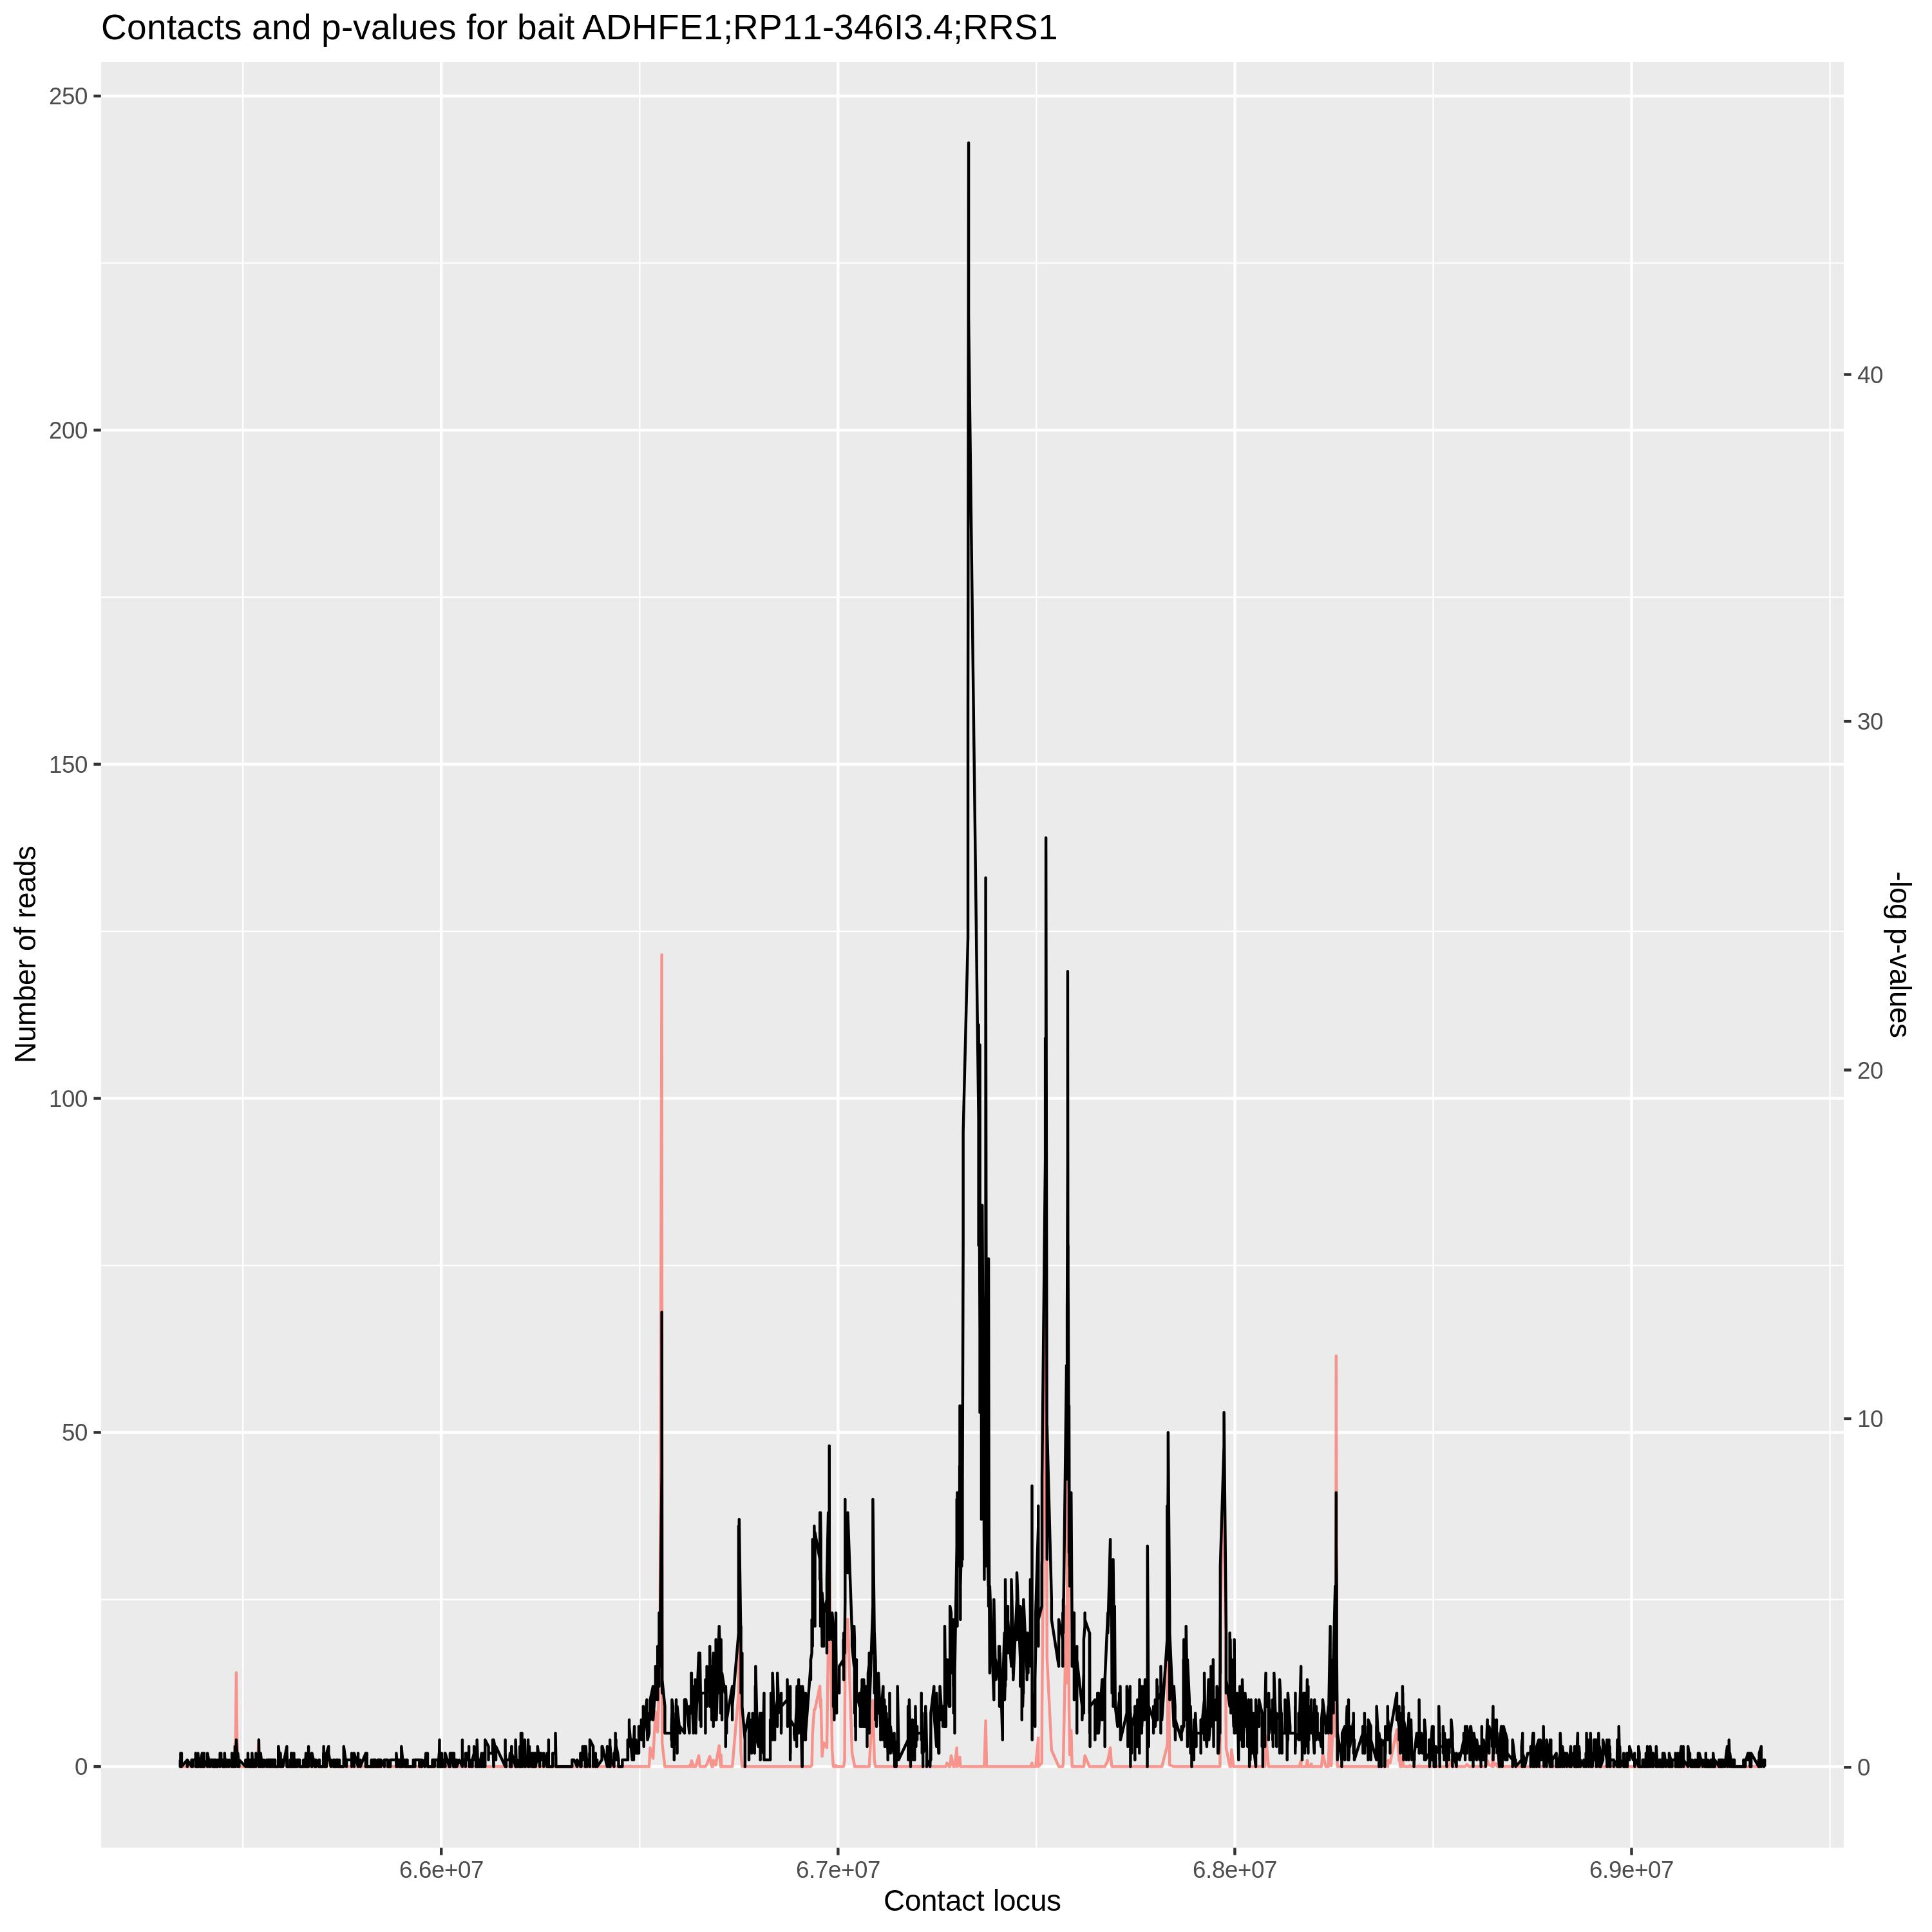 Contacts and p-values for bait ADHFE1;RP11-346I3.4;RRS1
250
200
150
100
50
0
Number of reads
40
30
20
10
0
-log p-values
6.6e+07 6.7e+07 6.8e+07 6.9e+07
Contact locus